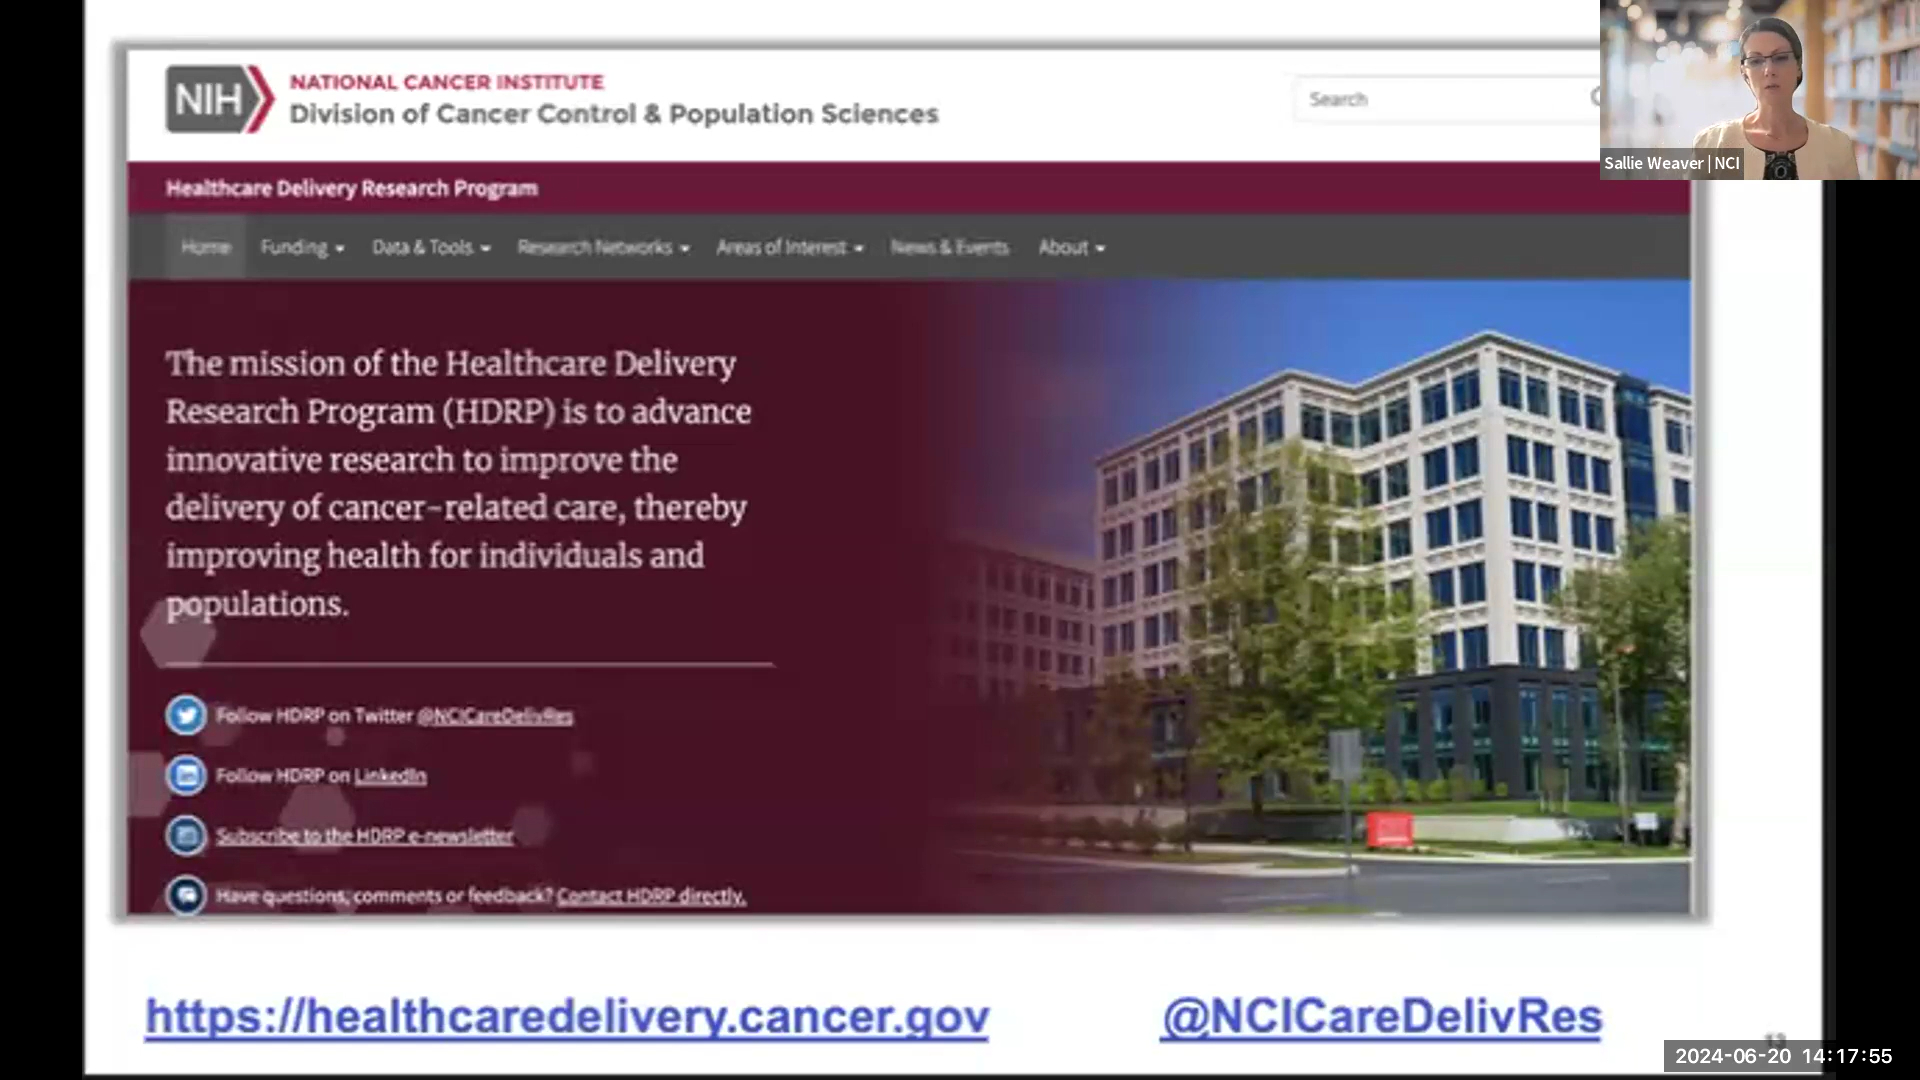 NIH
NATIONAL CANCER INSTITUTE
Division of Cancer Control & Population Sciences
Search
Sallie Weaver | NCI
Healthcare Delivery Research Program
Home Funding Data & Tools Research Networks Areas of Interest News & Events About
The mission of the Healthcare Delivery
Research Program (HDRP) is to advance
innovative research to improve the
delivery of cancer-related care, thereby
improving health for individuals and
populations.
Follow HDRP on Twitter @NCICareDelivRes
Follow HDRP on LinkedIn
Subscribe to the HDRP e-newsletter
Have questions, comments or feedback? Contact HDRP directly.
https://healthcaredelivery.cancer.gov @NCICareDelivRes
13
2024-06-20 14:17:55